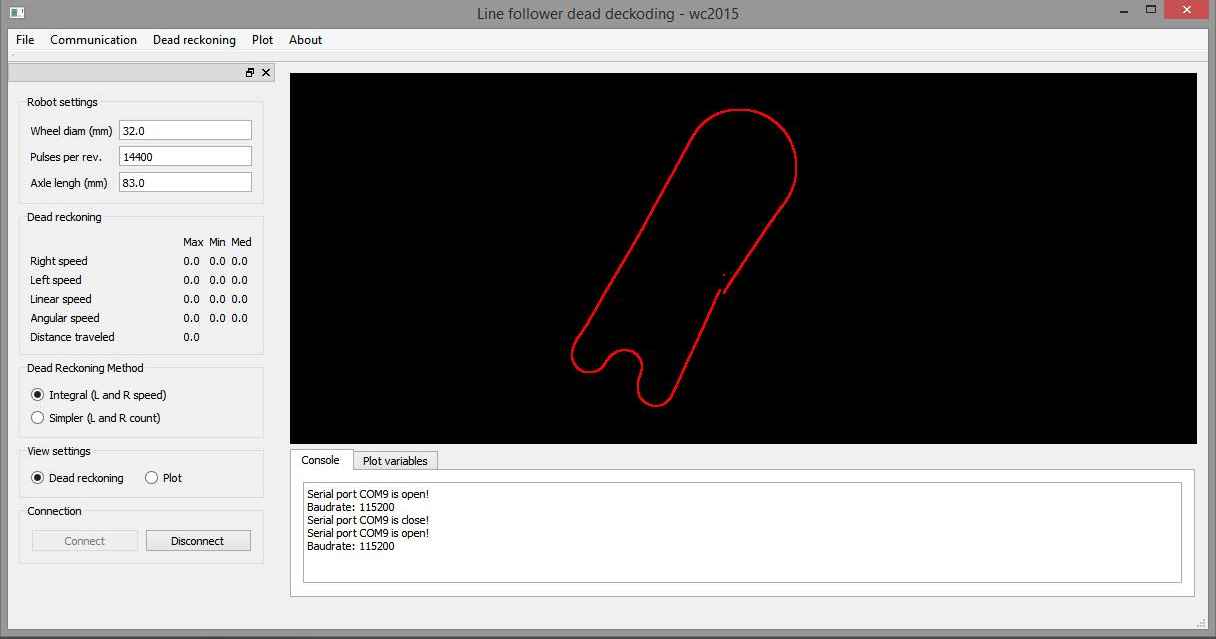 Line follower dead deckoding - wc2015
File Communication Dead reckoning Plot About
Robot settings
Wheel diam (mm) 32.0
Pulses per rev. 14400
Axle lengh (mm) 83.0
Dead reckoning
Max Min Med
Right speed 0.0 0.0 0.0
Left speed 0.0 0.0 0.0
Linear speed 0.0 0.0 0.0
Angular speed 0.0 0.0 0.0
Distance traveled 0.0
Dead Reckoning Method
Integral (L and R speed)
Simpler (L and R count)
View settings
Dead reckoning Plot
Connection
Connect Disconnect
Console Plot variables
Serial port COM9 is open!
Baudrate: 115200
Serial port COM9 is close!
Serial port COM9 is open!
Baudrate: 115200